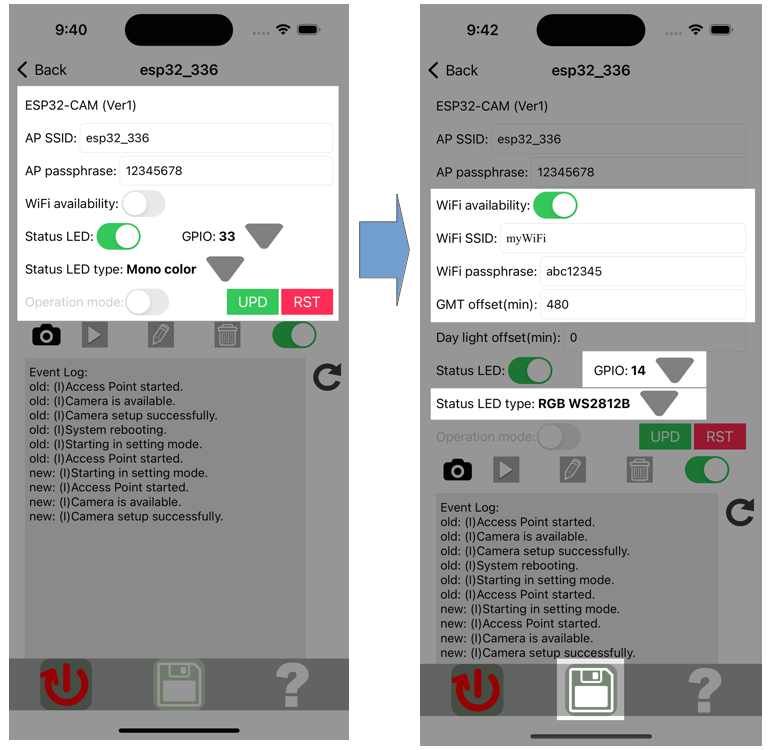 9:40
Back
esp32_336
ESP32-CAM (Ver1)
AP SSID: esp32_336
AP passphrase: 12345678
WiFi availability:
Status LED: GPIO: 33
Status LED type: Mono color
Operation mode: UPD RST
Event Log:
old: (I)Access Point started.
old: (I)Camera is available.
old: (I)Camera setup successfully.
old: (I)System rebooting.
old: (I)Starting in setting mode.
old: (I)Access Point started.
new: (I)Starting in setting mode.
new: (I)Access Point started.
new: (I)Camera is available.
new: (I)Camera setup successfully.
?
9:42
Back
esp32_336
ESP32-CAM (Ver1)
AP SSID: esp32_336
AP passphrase: 12345678
WiFi availability:
WiFi SSID: myWiFi
WiFi passphrase: abc12345
GMT offset(min): 480
Day light offset(min): 0
Status LED: GPIO: 14
Status LED type: RGB WS2812B
Operation mode: UPD RST
Event Log:
old: (I)Access Point started.
old: (I)Camera is available.
old: (I)Camera setup successfully.
old: (I)System rebooting.
old: (I)Starting in setting mode.
old: (I)Access Point started.
new: (I)Starting in setting mode.
new: (I)Access Point started.
new: (I)Camera is available.
new: (I)Camera setup successfully.
?